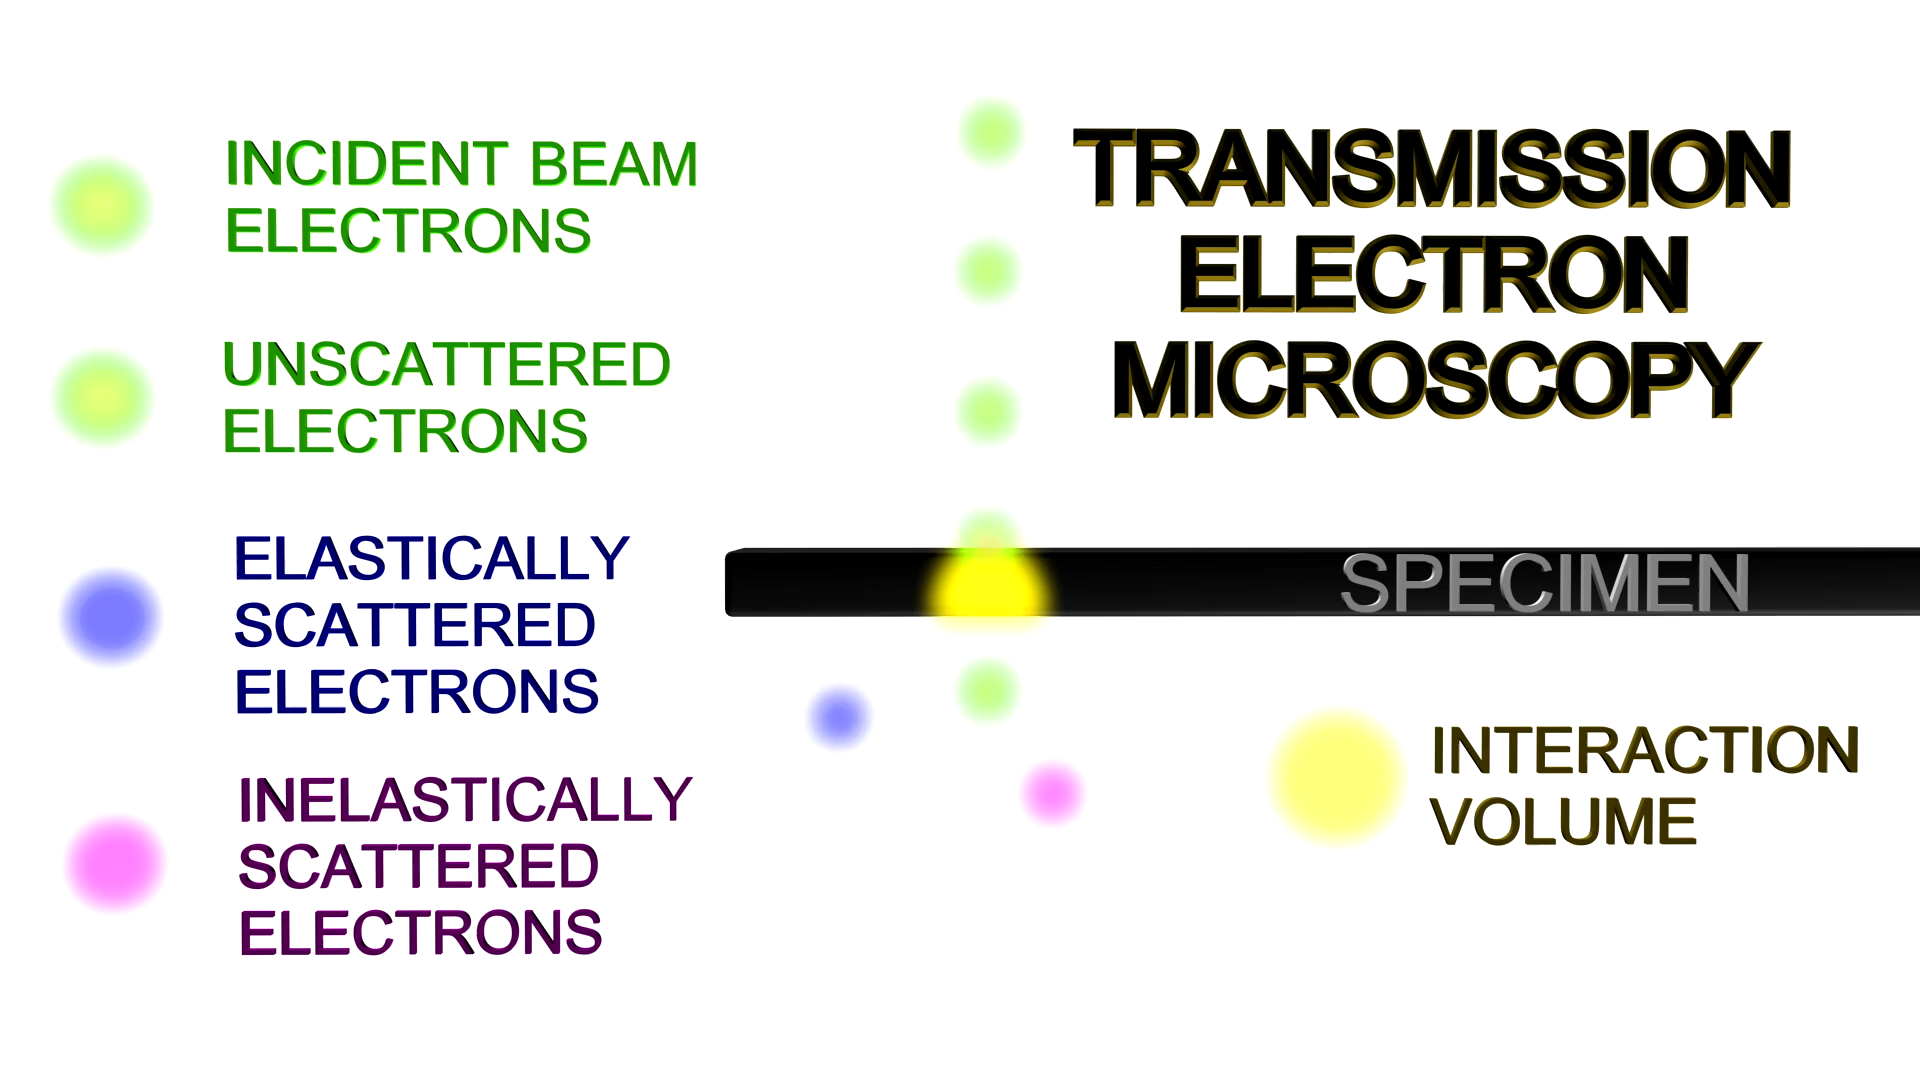 INCIDENT BEAM
ELECTRONS
UNSCATTERED
ELECTRONS
ELASTICALLY
SCATTERED
ELECTRONS
INELASTICALLY
SCATTERED
ELECTRONS
TRANSMISSION
ELECTRON
MICROSCOPY
SPECIMEN
INTERACTION
VOLUME